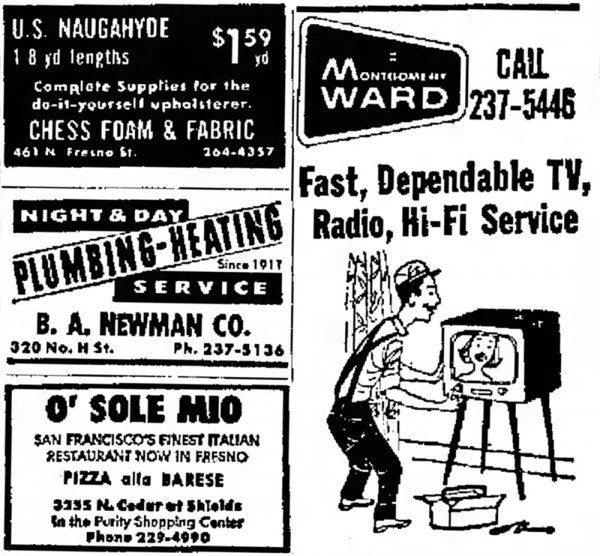 U.S. NAUGAHYDE
1 8 yd lengths
$1 59 yd
Complete Supplies for the
do-it-yourself upholsterer.
CHESS FOAM & FABRIC
461 N. Fresno St. 264-4357
NIGHT & DAY
PLUMBING-HEATING
Since 1911
SERVICE
B. A. NEWMAN CO.
320 No. H St. Ph. 237-5136
O' SOLE MIO
SAN FRANCISCO'S FINEST ITALIAN
RESTAURANT NOW IN FRESNO
PIZZA alla BARESE
3255 N. Cedar at Shields
In the Purity Shopping Center
Phone 229-4990
MONTGOMERY
WARD
CALL
237-5446
Fast, Dependable TV,
Radio, Hi-Fi Service